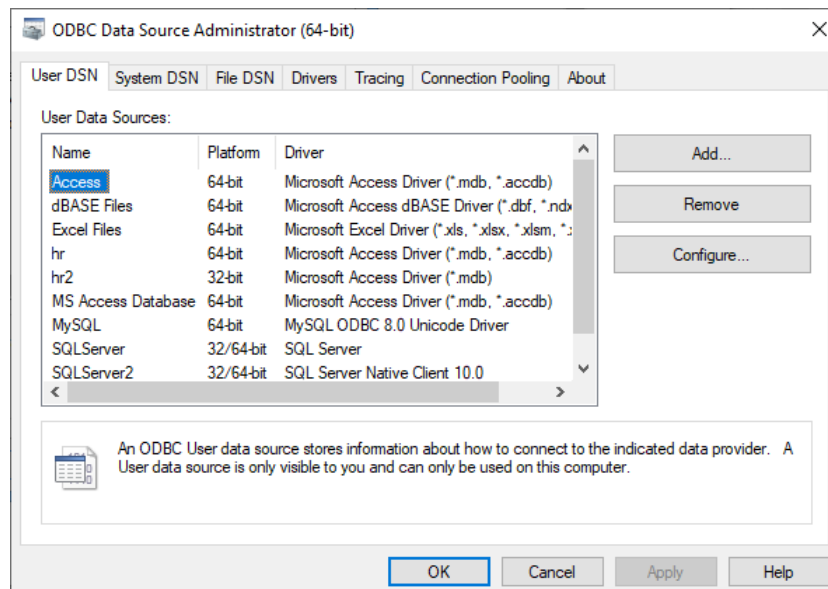 ODBC Data Source Administrator (64-bit)
User DSN System DSN File DSN Drivers Tracing Connection Pooling About
User Data Sources:
Name Platform Driver
Access 64-bit Microsoft Access Driver (*.mdb, *.accdb)
dBASE Files 64-bit Microsoft Access dBASE Driver (*.dbf, *.ndx
Excel Files 64-bit Microsoft Excel Driver (*.xls, *.xlsx, *.xlsm, *.:
hr 64-bit Microsoft Access Driver (*.mdb, *.accdb)
hr2 32-bit Microsoft Access Driver (*.mdb)
MS Access Database 64-bit Microsoft Access Driver (*.mdb, *.accdb)
MySQL 64-bit MySQL ODBC 8.0 Unicode Driver
SQLServer 32/64-bit SQL Server
SQLServer2 32/64-bit SQL Server Native Client 10.0
Add...
Remove
Configure...
An ODBC User data source stores information about how to connect to the indicated data provider. A
User data source is only visible to you and can only be used on this computer.
OK Cancel Apply Help